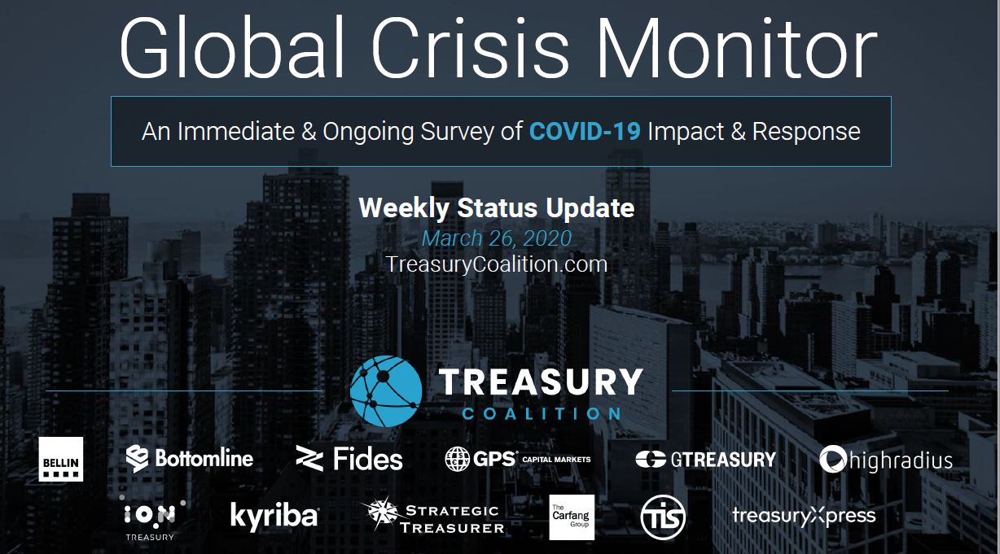 Global Crisis Monitor
An Immediate & Ongoing Survey of COVID-19 Impact & Response
Weekly Status Update
March 26, 2020
TreasuryCoalition.com
TREASURY
COALITION
BELLIN
Bottomline
Fides
GPS CAPITAL MARKETS
GTREASURY
highradius
ION
TREASURY
kyriba
STRATEGIC
TREASURER
The
Carfang
Group
TIS
treasuryXpress